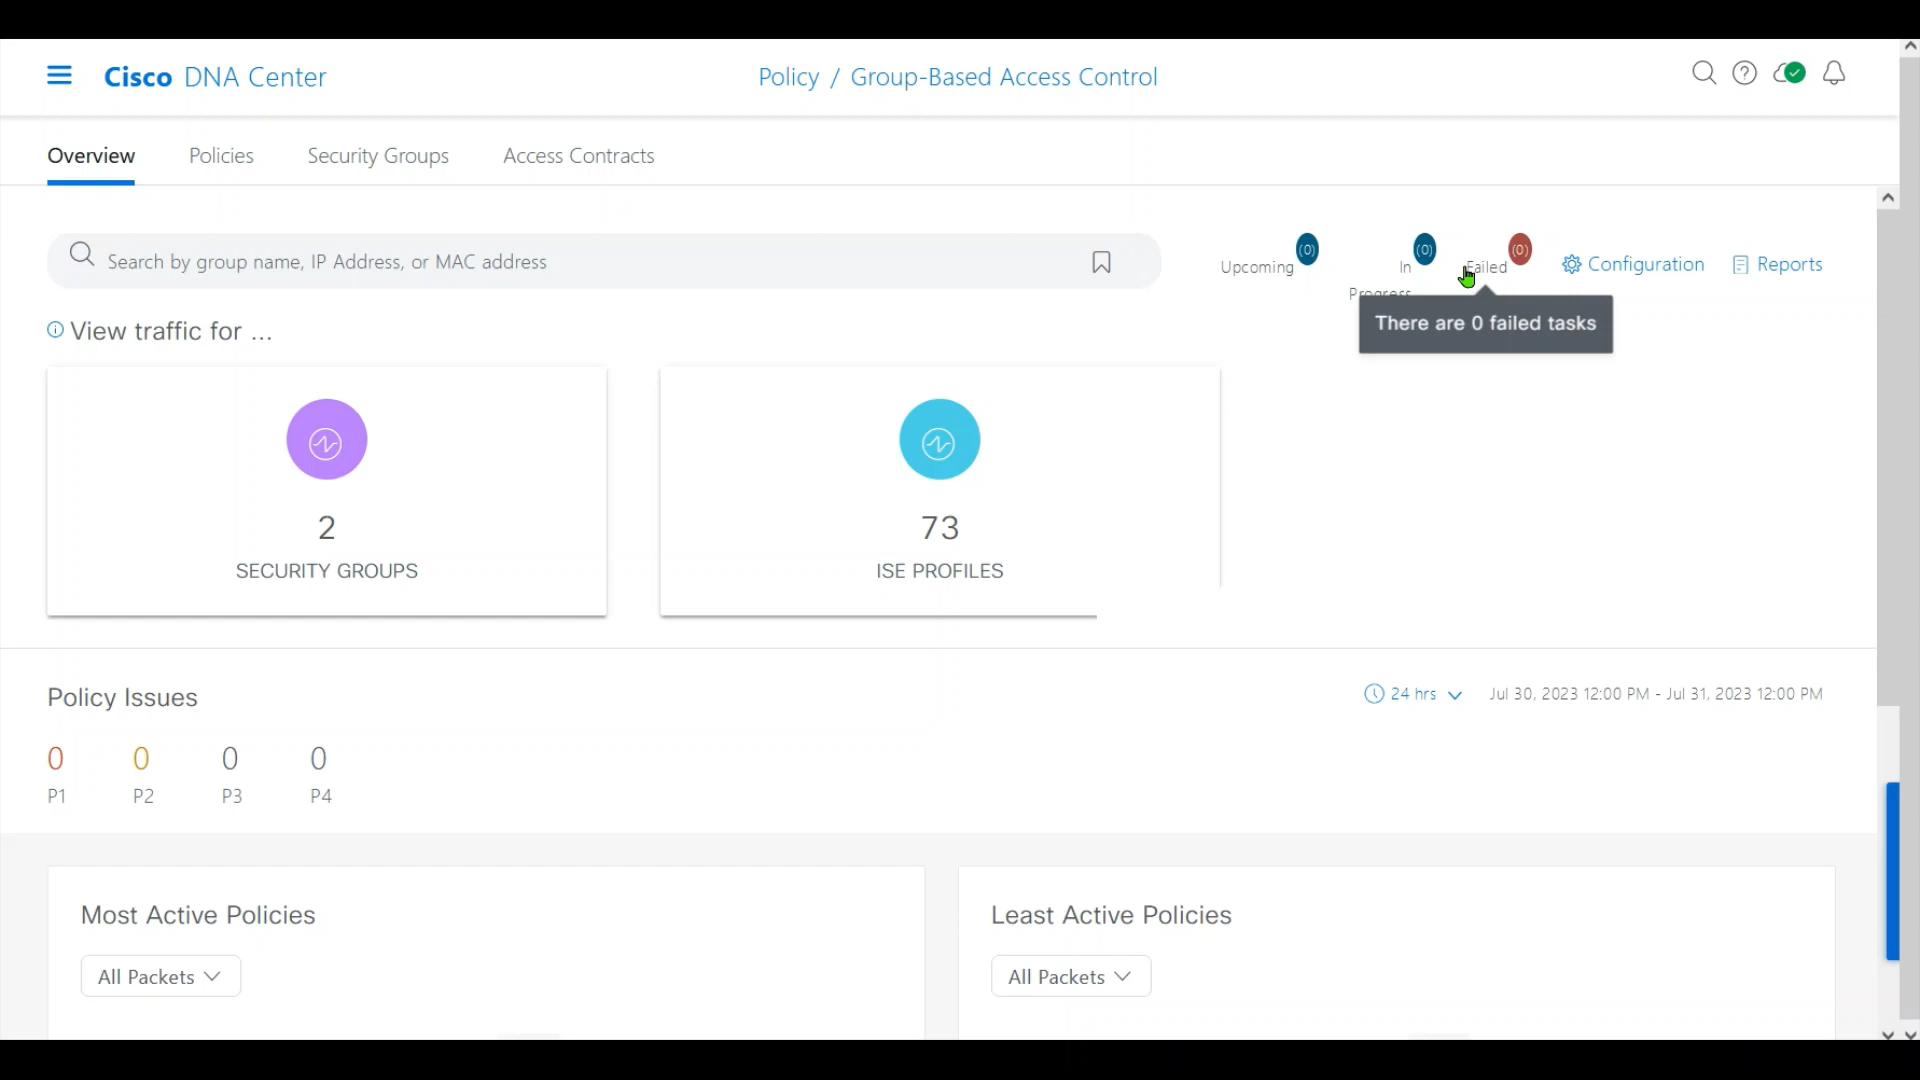 Cisco DNA Center
Policy / Group-Based Access Control
Overview Policies Security Groups Access Contracts
Search by group name, IP Address, or MAC address
Upcoming (0) In Progress (0) Failed (0) Configuration Reports
There are 0 failed tasks
View traffic for ...
2
SECURITY GROUPS
73
ISE PROFILES
Policy Issues
24 hrs Jul 30, 2023 12:00 PM - Jul 31, 2023 12:00 PM
0 0 0 0
P1 P2 P3 P4
Most Active Policies
All Packets
Least Active Policies
All Packets